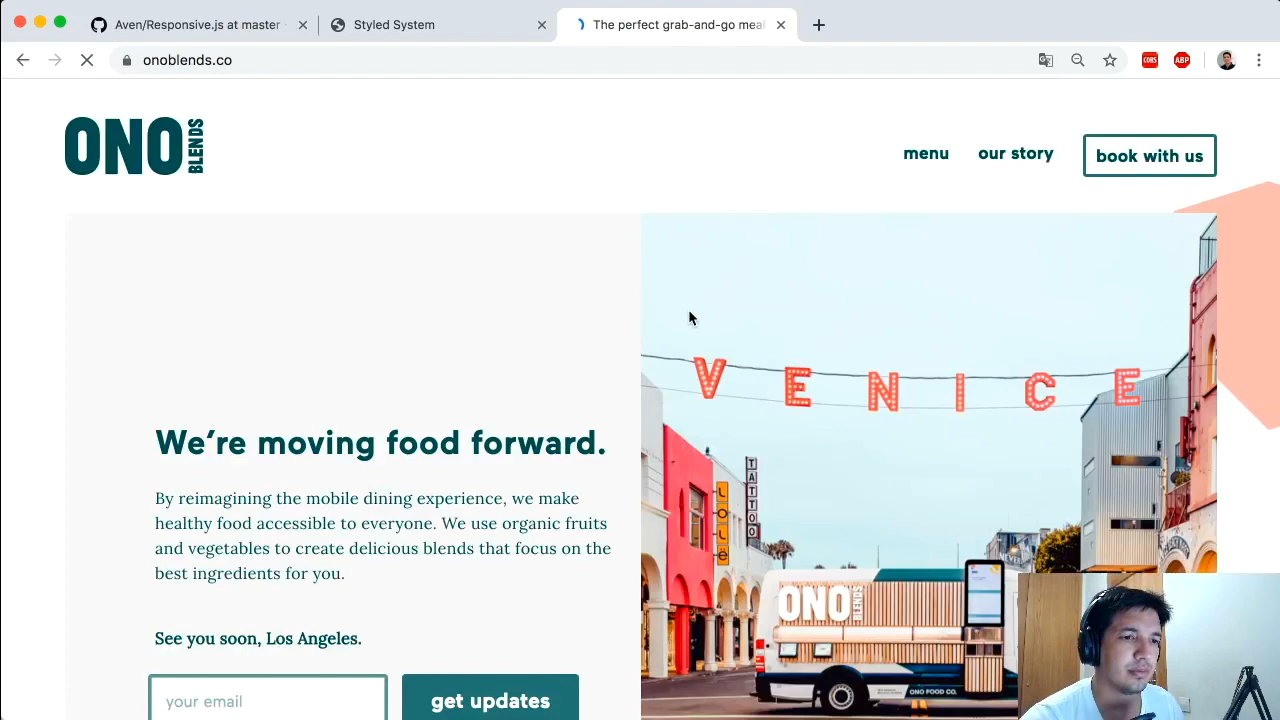 Aven/Responsive.js at master
Styled System
The perfect grab-and-go meal
onoblends.co
CORS
ABP
ONO BLENDS
menu
our story
book with us
We’re moving food forward.
By reimagining the mobile dining experience, we make
healthy food accessible to everyone. We use organic fruits
and vegetables to create delicious blends that focus on the
best ingredients for you.
See you soon, Los Angeles.
your email
get updates
VENICE
TATTOO
ONO BLENDS
ONO FOOD CO.